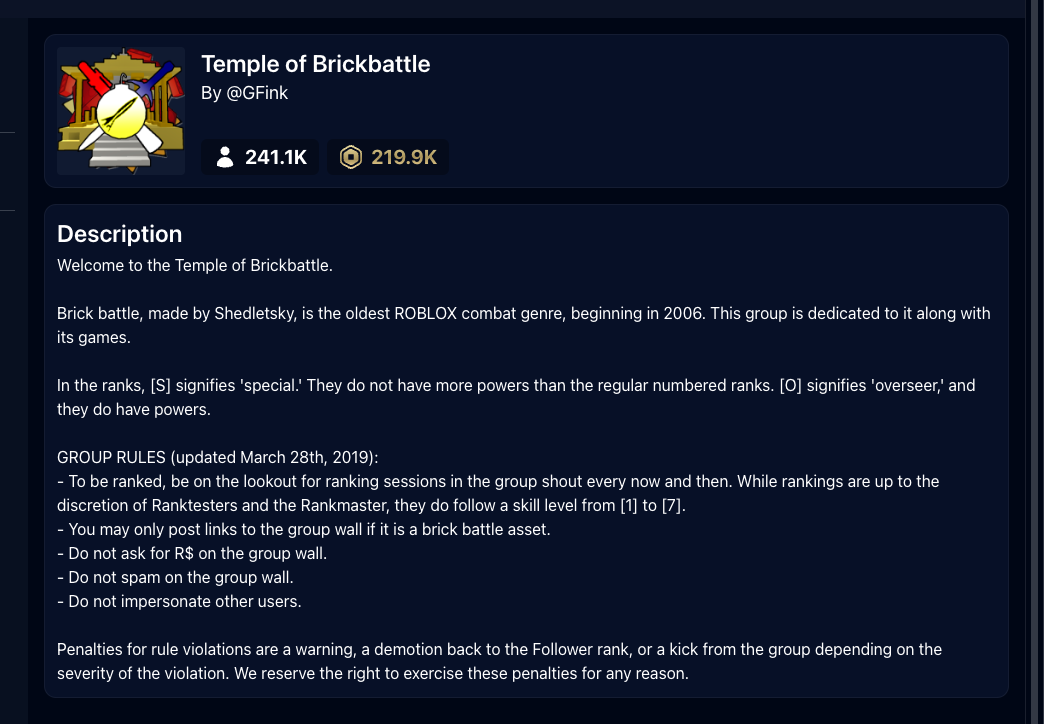 Temple of Brickbattle
By @GFink
241.1K 219.9K
Description
Welcome to the Temple of Brickbattle.
Brick battle, made by Shedletsky, is the oldest ROBLOX combat genre, beginning in 2006. This group is dedicated to it along with
its games.
In the ranks, [S] signifies 'special.' They do not have more powers than the regular numbered ranks. [O] signifies 'overseer,' and
they do have powers.
GROUP RULES (updated March 28th, 2019):
- To be ranked, be on the lookout for ranking sessions in the group shout every now and then. While rankings are up to the
discretion of Ranktesters and the Rankmaster, they do follow a skill level from [1] to [7].
- You may only post links to the group wall if it is a brick battle asset.
- Do not ask for R$ on the group wall.
- Do not spam on the group wall.
- Do not impersonate other users.
Penalties for rule violations are a warning, a demotion back to the Follower rank, or a kick from the group depending on the
severity of the violation. We reserve the right to exercise these penalties for any reason.